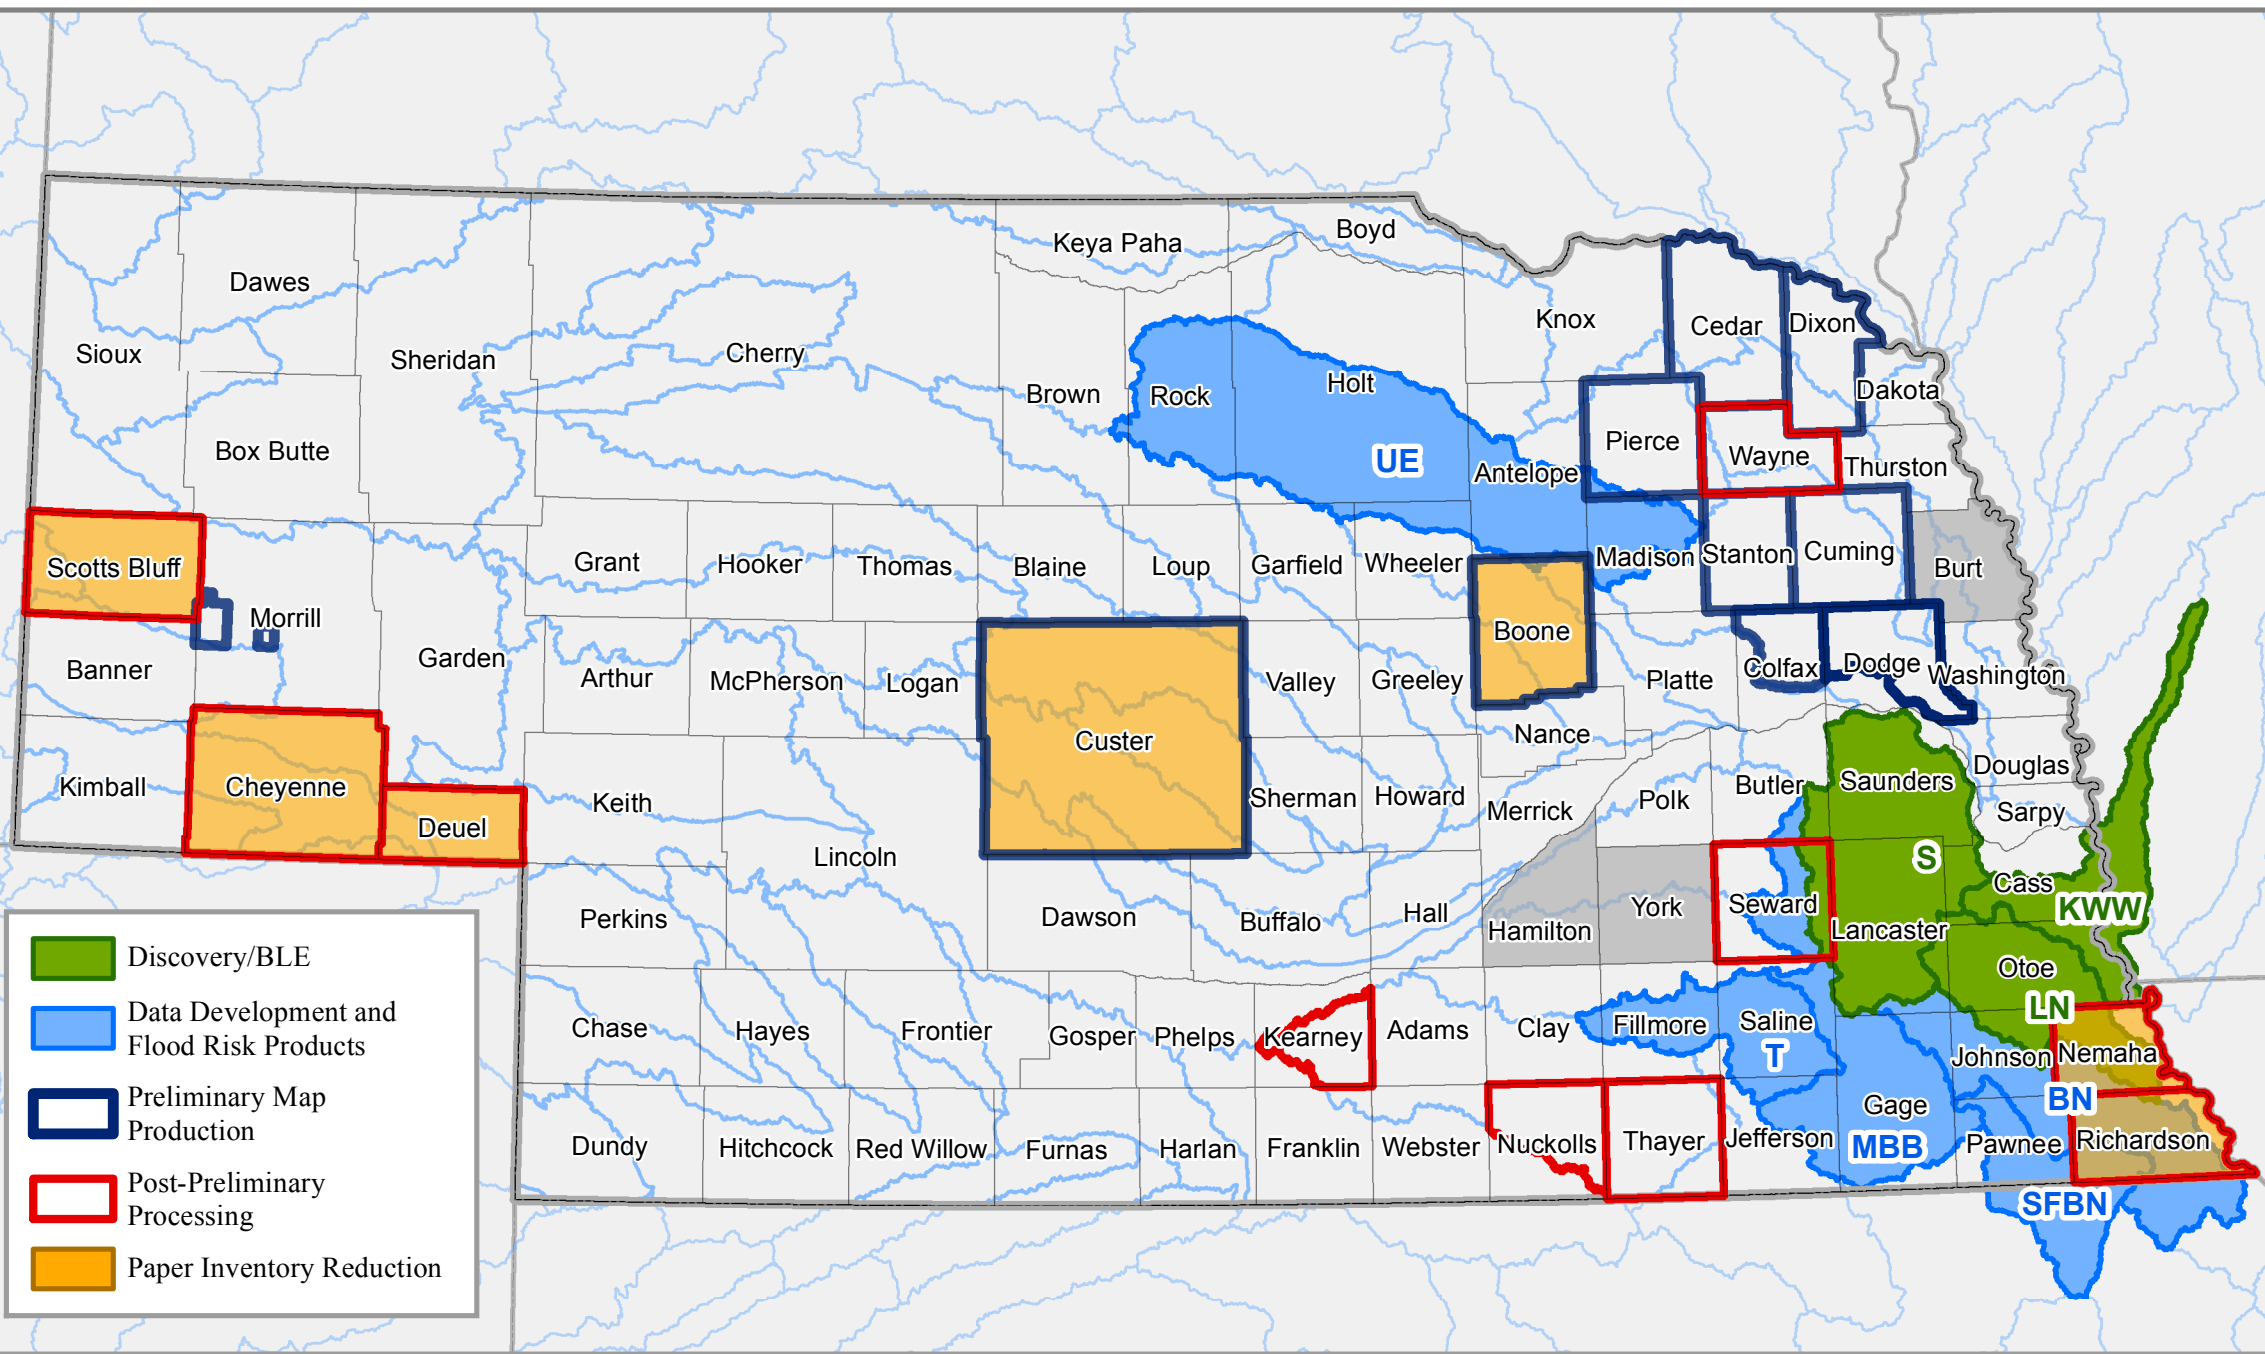 Boyd
Keya Paha
Dawes
Knox
Cedar
Dixon
Sioux
Sheridan
Cherry
Holt
Dakota
Brown
Rock
Pierce
Wayne
Box Butte
UE
Antelope
Thurston
Scotts Bluff
Grant
Hooker
Thomas
Blaine
Loup
Garfield
Wheeler
Madison
Stanton
Cuming
Burt
Morrill
Boone
Banner
Garden
Arthur
McPherson
Logan
Valley
Greeley
Platte
Colfax
Dodge
Washington
Custer
Nance
Kimball
Cheyenne
Deuel
Keith
Sherman
Howard
Merrick
Polk
Butler
Saunders
Douglas
Sarpy
Lincoln
S
Cass
Perkins
Dawson
Buffalo
Hall
Hamilton
York
Seward
Lancaster
KWW
Otoe
LN
Chase
Hayes
Frontier
Gosper
Phelps
Kearney
Adams
Clay
Fillmore
Saline
T
Johnson
Nemaha
BN
Gage
Dundy
Hitchcock
Red Willow
Furnas
Harlan
Franklin
Webster
Nuckolls
Thayer
Jefferson
MBB
Pawnee
Richardson
SFBN
Discovery/BLE
Data Development and
Flood Risk Products
Preliminary Map
Production
Post-Preliminary
Processing
Paper Inventory Reduction